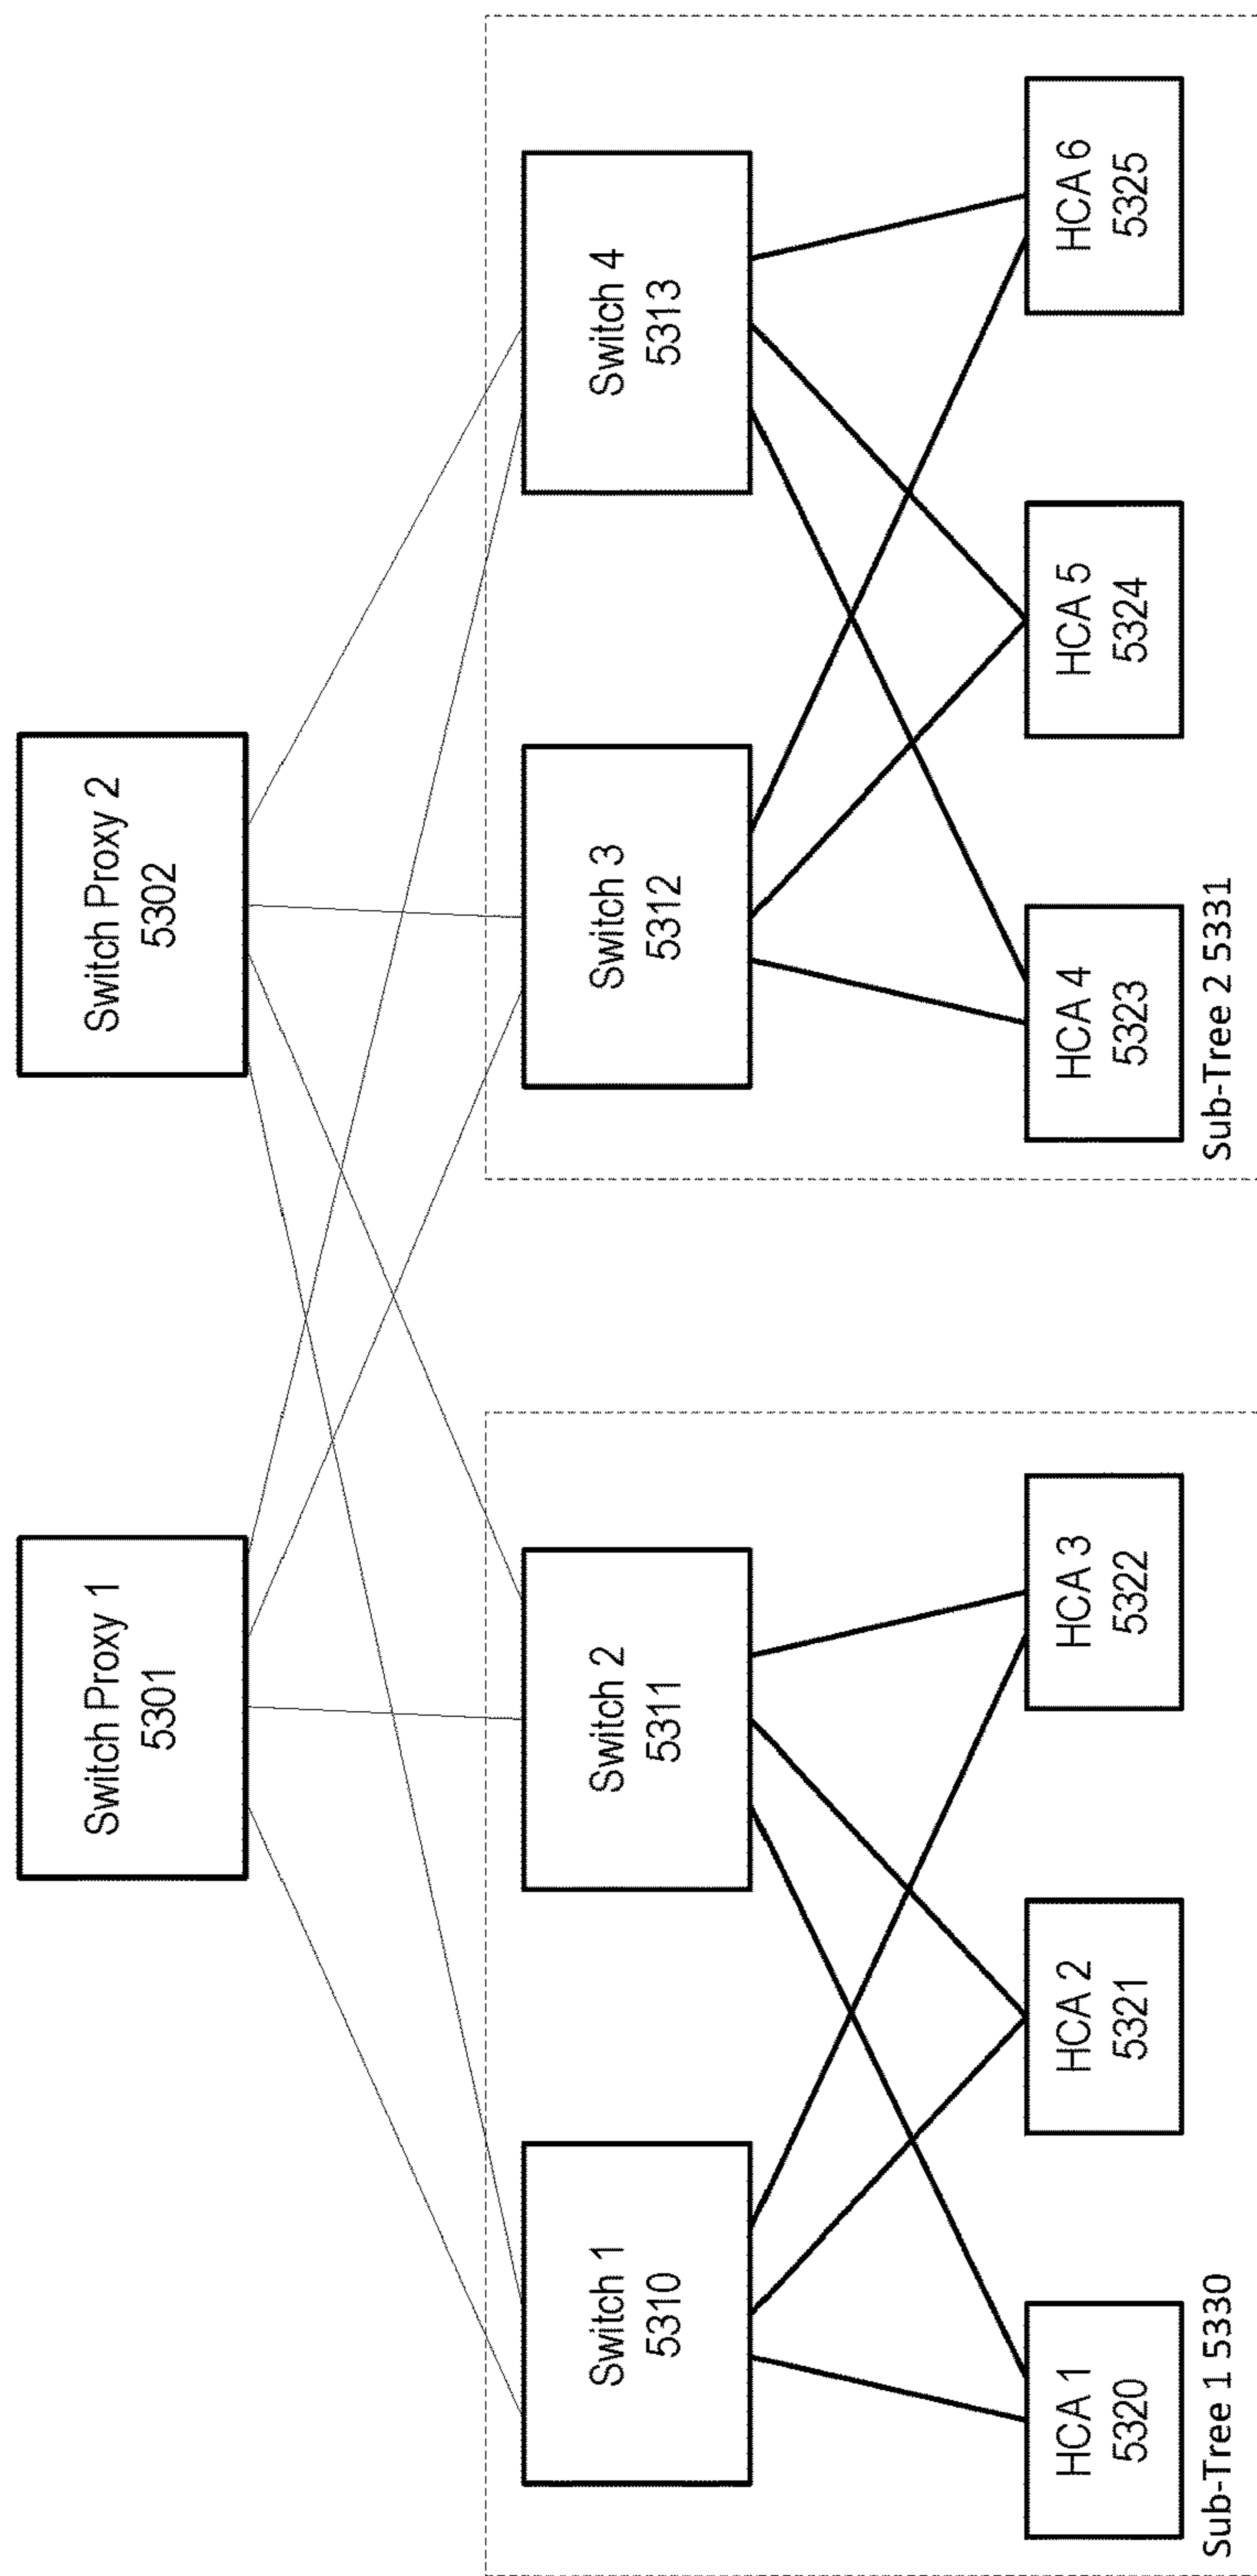 Switch Proxy 1
5301
Switch Proxy 2
5302
Switch 1
5310
Switch 2
5311
Switch 3
5312
Switch 4
5313
HCA 1
5320
HCA 2
5321
HCA 3
5322
HCA 4
5323
HCA 5
5324
HCA 6
5325
Sub-Tree 1 5330
Sub-Tree 2 5331